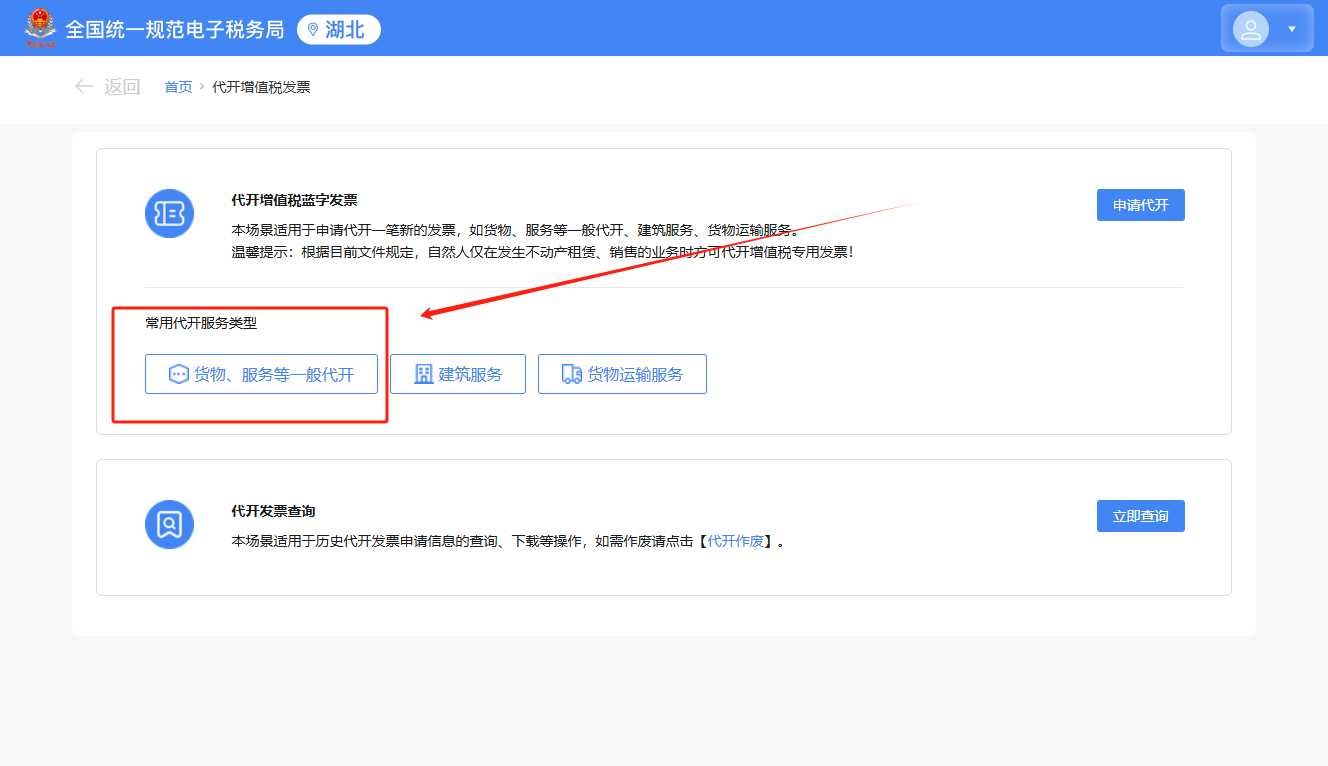 全国统一规范电子税务局 湖北
返回 首页 > 代开增值税发票
代开增值税蓝字发票
申请代开
本场景适用于申请代开一笔新的发票，如货物、服务等一般代开、建筑服务、货物运输服务。
温馨提示：根据目前文件规定，自然人仅在发生不动产租赁、销售的业务时方可代开增值税专用发票！
常用代开服务类型
货物、服务等一般代开 建筑服务 货物运输服务
代开发票查询
立即查询
本场景适用于历史代开发票申请信息的查询、下载等操作，如需作废请点击【代开作废】。